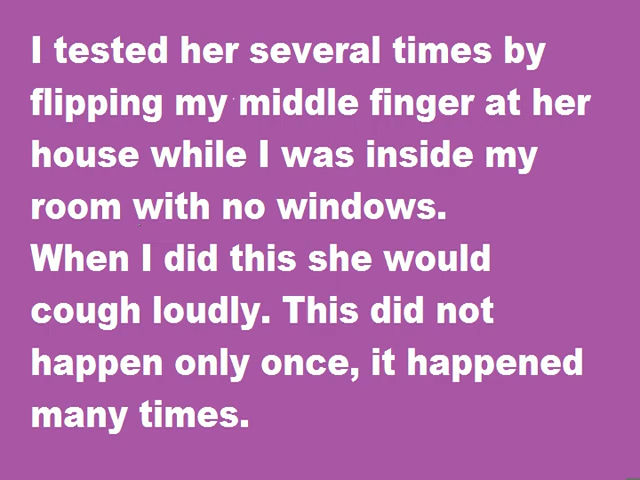 I tested her several times by
flipping my middle finger at her
house while I was inside my
room with no windows.
When I did this she would
cough loudly. This did not
happen only once, it happened
many times.